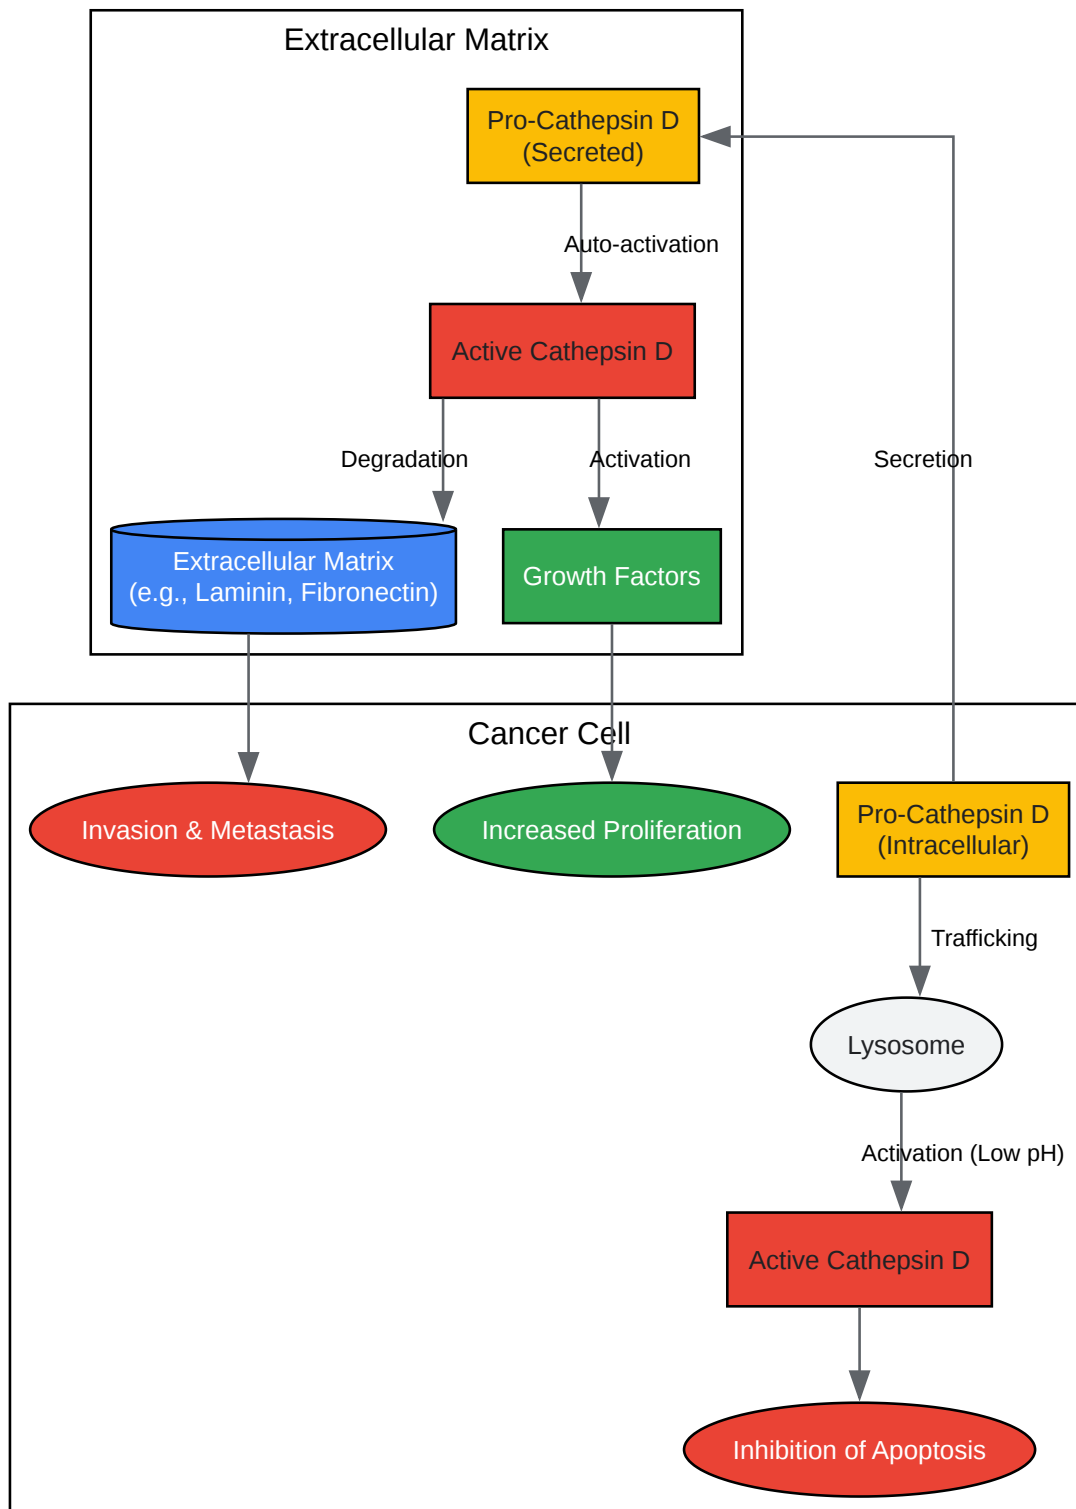 Extracellular Matrix
Pro-Cathepsin D
(Secreted)
Auto-activation
Active Cathepsin D
Degradation
Activation
Secretion
Extracellular Matrix
(e.g., Laminin, Fibronectin)
Growth Factors
Cancer Cell
Invasion & Metastasis
Increased Proliferation
Pro-Cathepsin D
(Intracellular)
Trafficking
Lysosome
Activation (Low pH)
Active Cathepsin D
Inhibition of Apoptosis